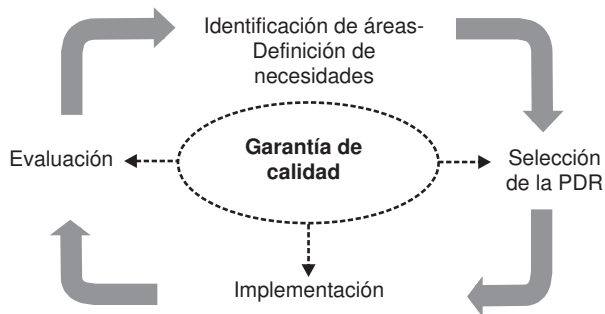 Identificación de áreas-
Definición de
necesidades
Garantía de
calidad
Evaluación
Selección
de la PDR
Implementación